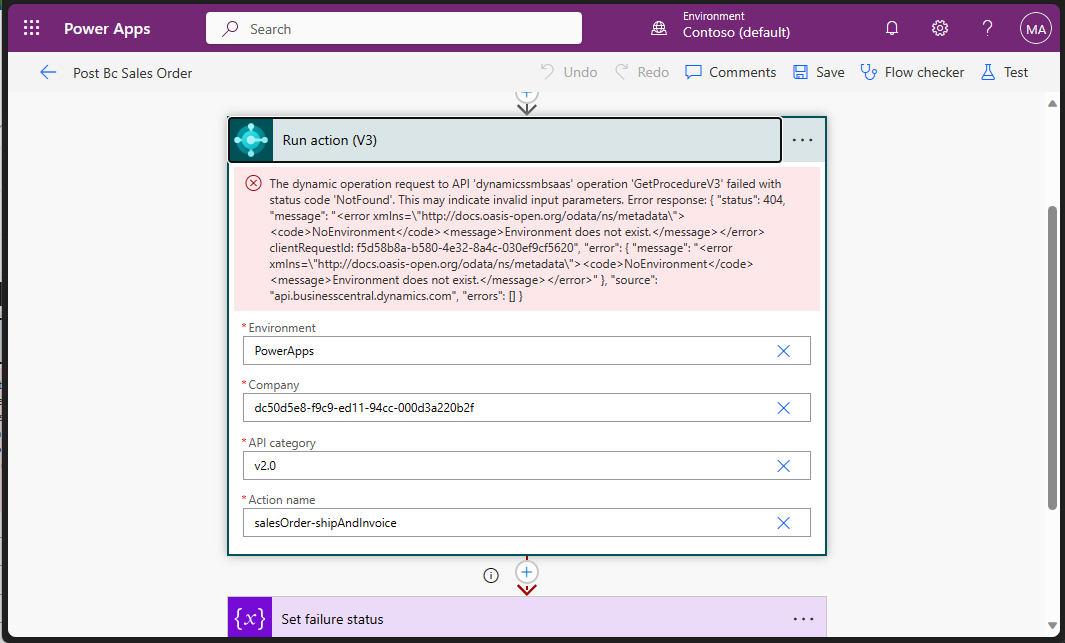 Power Apps
Search
Environment
Contoso (default)
?
MA
Post Bc Sales Order
Undo
Redo
Comments
Save
Flow checker
Test
Run action (V3)
The dynamic operation request to API 'dynamicssmbsaas' operation 'GetProcedureV3' failed with
status code 'NotFound'. This may indicate invalid input parameters. Error response: { "status": 404,
"message": "<error xmlns=\"http://docs.oasis-open.org/odata/ns/metadata\">
<code>NoEnvironment</code><message>Environment does not exist.</message></error>
clientRequestId: f5d58b8a-b580-4e32-8a4c-030ef9cf5620", "error": { "message": "<error
xmlns=\"http://docs.oasis-open.org/odata/ns/metadata\"><code>NoEnvironment</code>
<message>Environment does not exist.</message></error>" }, "source":
"api.businesscentral.dynamics.com", "errors": [] }
* Environment
PowerApps
* Company
dc50d5e8-f9c9-ed11-94cc-000d3a220b2f
* API category
v2.0
* Action name
salesOrder-shipAndInvoice
{x} Set failure status